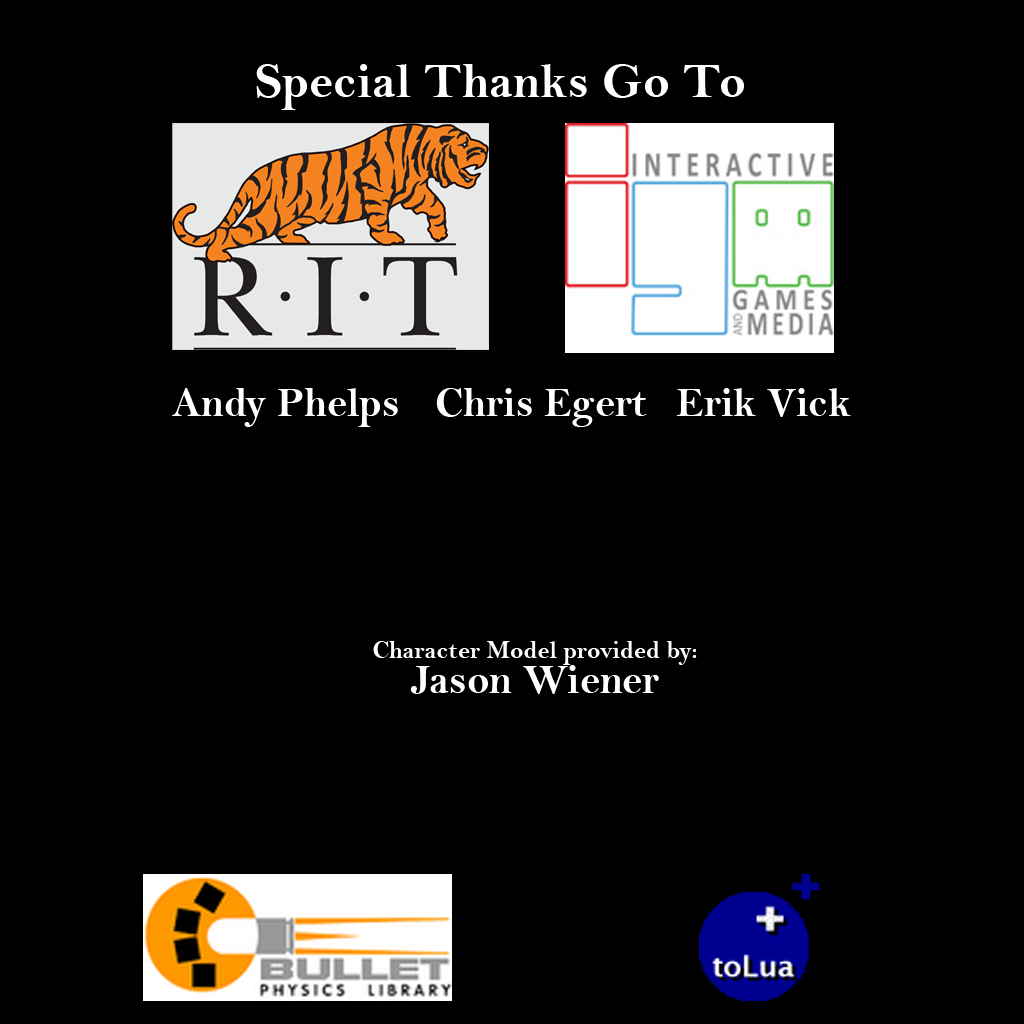 Special Thanks Go To
R·I·T
INTERACTIVE
GAMES
AND MEDIA
Andy Phelps Chris Egert Erik Vick
Character Model provided by:
Jason Wiener
BULLET
PHYSICS LIBRARY
toLua